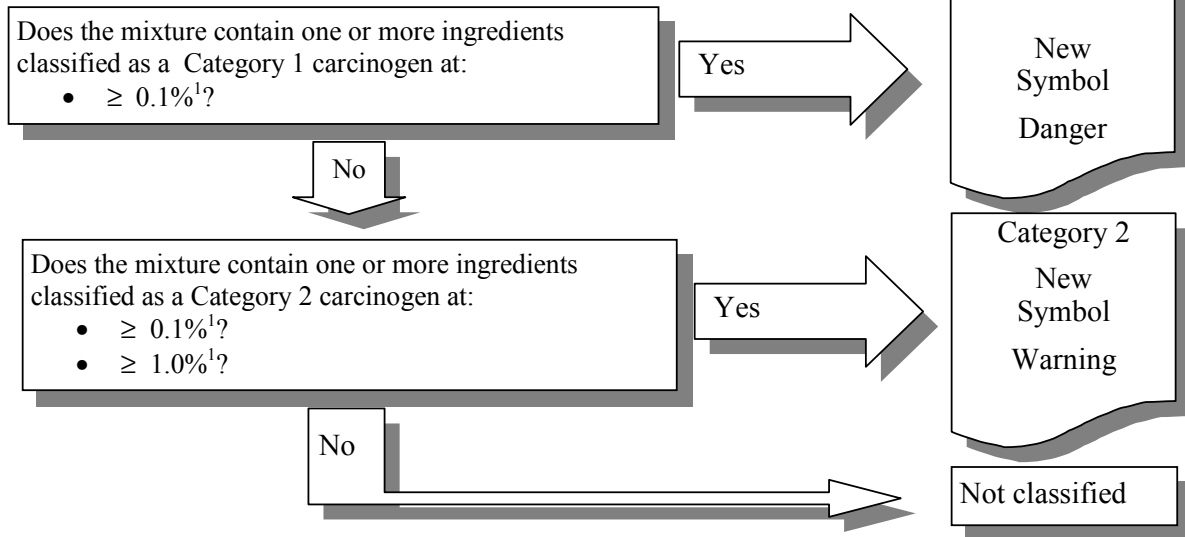 Does the mixture contain one or more ingredients
classified as a Category 1 carcinogen at:
• ≥ 0.1%¹?
Yes
New
Symbol
Danger
No
Does the mixture contain one or more ingredients
classified as a Category 2 carcinogen at:
• ≥ 0.1%¹?
• ≥ 1.0%¹?
Yes
Category 2
New
Symbol
Warning
No
Not classified